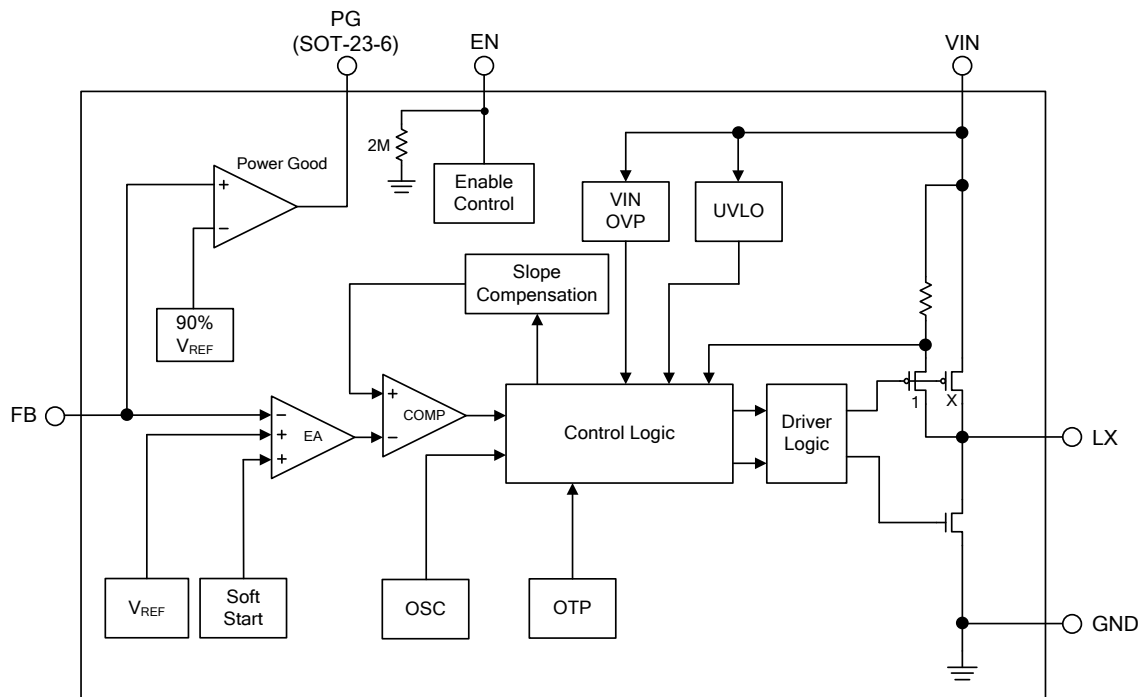 PG
(SOT-23-6)
EN
VIN
2M
Power Good
+
−
Enable
Control
VIN
OVP
UVLO
Slope
Compensation
90%
VREF
FB
−
+
+
EA
+
−
COMP
Control Logic
Driver
Logic
1
X
LX
VREF
Soft
Start
OSC
OTP
GND